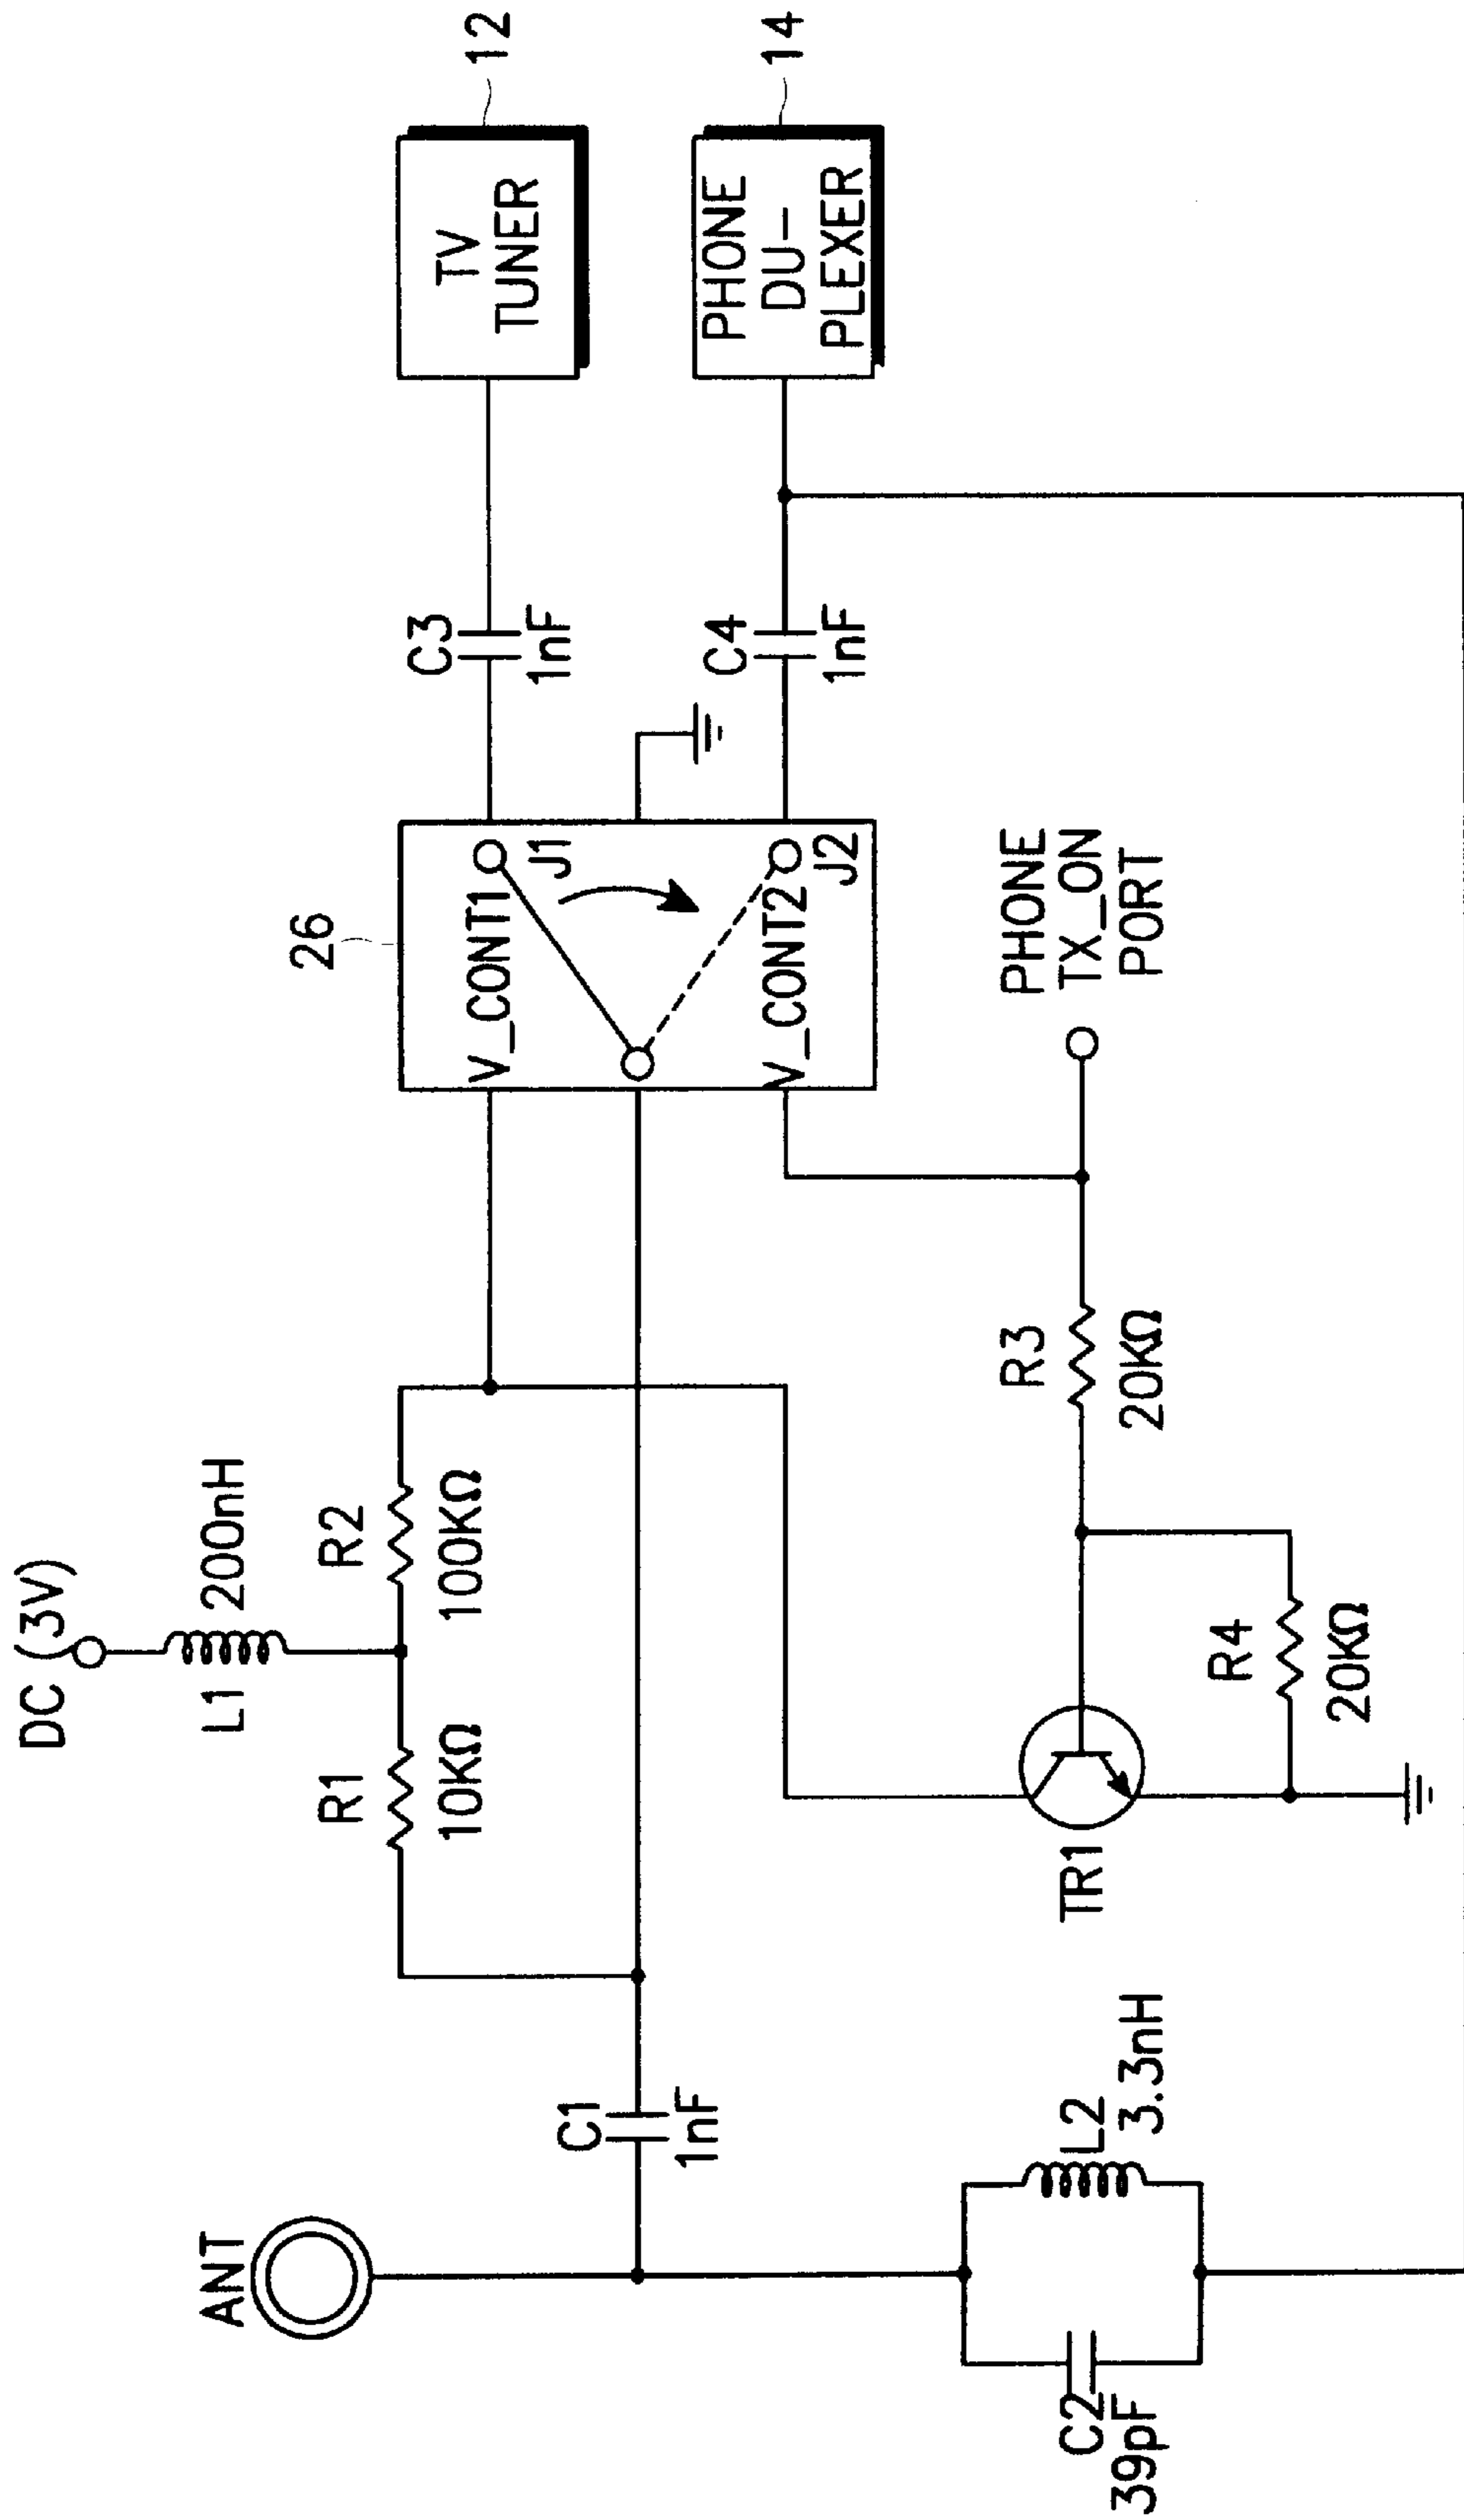 ANT
DC (3V)
L1 200nH
R1
10KΩ
R2
100KΩ
C1
1nF
26
V_CONT1
J1
V_CONT2
J2
C3
1nF
C4
1nF
TV
TUNER
12
PHONE
DU-
PLEXER
14
PHONE
TX_ON
PORT
R3
20KΩ
TR1
R4
20KΩ
L2
3.3nH
C2
39pF